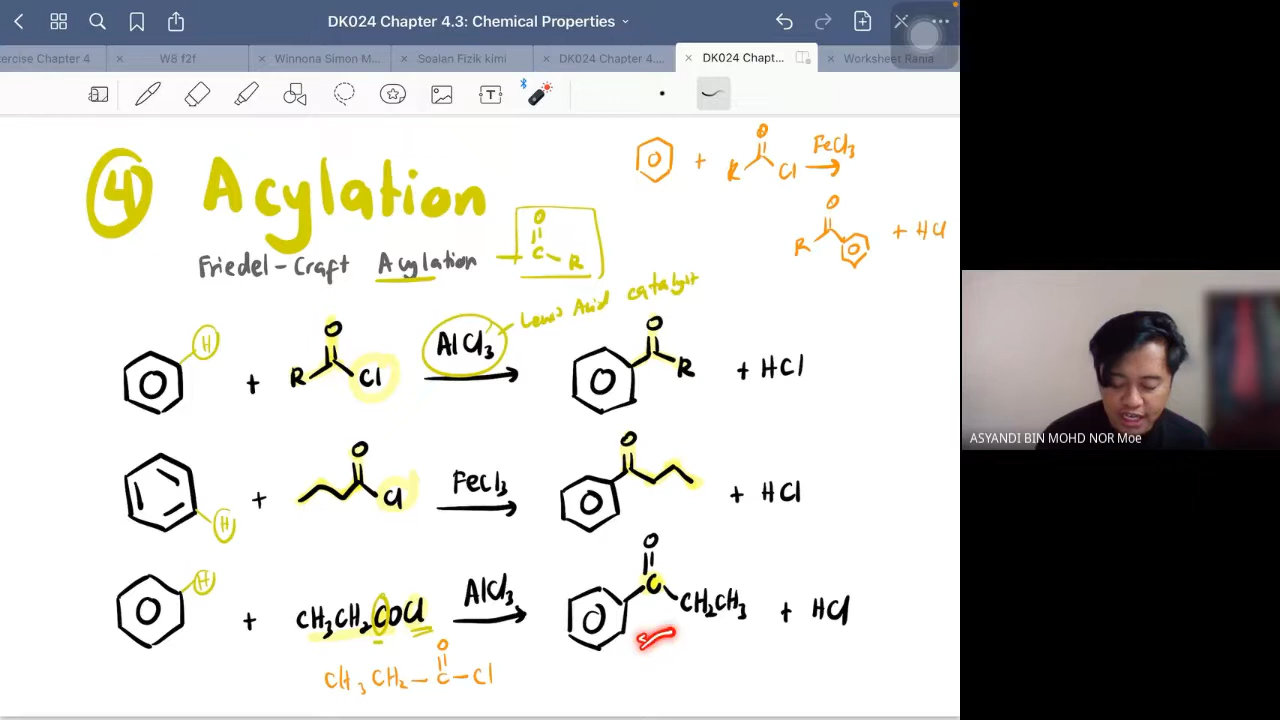 DK024 Chapter 4.3: Chemical Properties
ercise Chapter 4
W8 f2f
Winnona Simon M...
Soalan Fizik kimi
DK024 Chapter 4....
DK024 Chapt...
Worksheet Rania
+ R O Cl FeCl3
R O + HCl
4 Acylation
Friedel-Craft Acylation
O C R
Lewis Acid catalyst
H + R O Cl AlCl3 O R + HCl
H + O Cl FeCl3 O + HCl
H + CH3CH2COCl AlCl3 O C CH2CH3 + HCl
CH3 CH2 - C - Cl
O
ASYANDI BIN MOHD NOR Moe